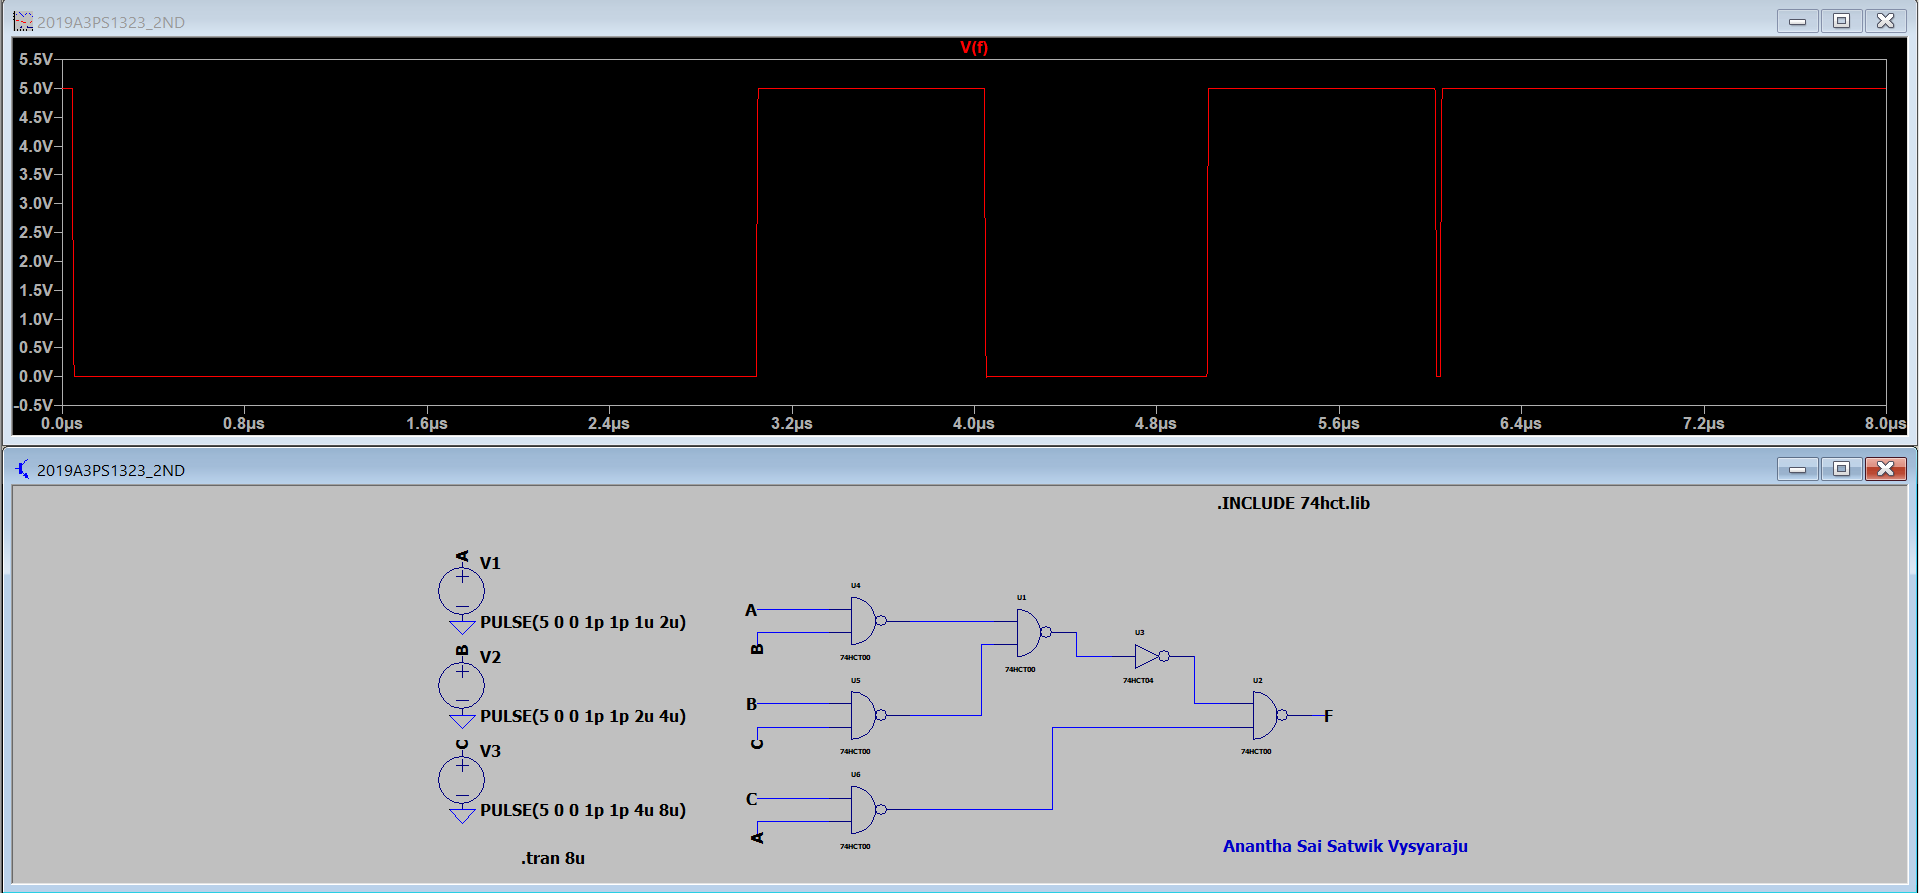 2019A3PS1323_2ND
V(f)
5.5V
5.0V
4.5V
4.0V
3.5V
3.0V
2.5V
2.0V
1.5V
1.0V
0.5V
0.0V
-0.5V
0.0µs 0.8µs 1.6µs 2.4µs 3.2µs 4.0µs 4.8µs 5.6µs 6.4µs 7.2µs 8.0µs
2019A3PS1323_2ND
.INCLUDE 74hct.lib
A V1
PULSE(5 0 0 1p 1p 1u 2u)
B V2
PULSE(5 0 0 1p 1p 2u 4u)
C V3
PULSE(5 0 0 1p 1p 4u 8u)
.tran 8u
U4
A
B
74HCT00
U5
B
C
74HCT00
U6
C
A
74HCT00
U1
74HCT00
U3
74HCT04
U2
F
74HCT00
Anantha Sai Satwik Vysyaraju